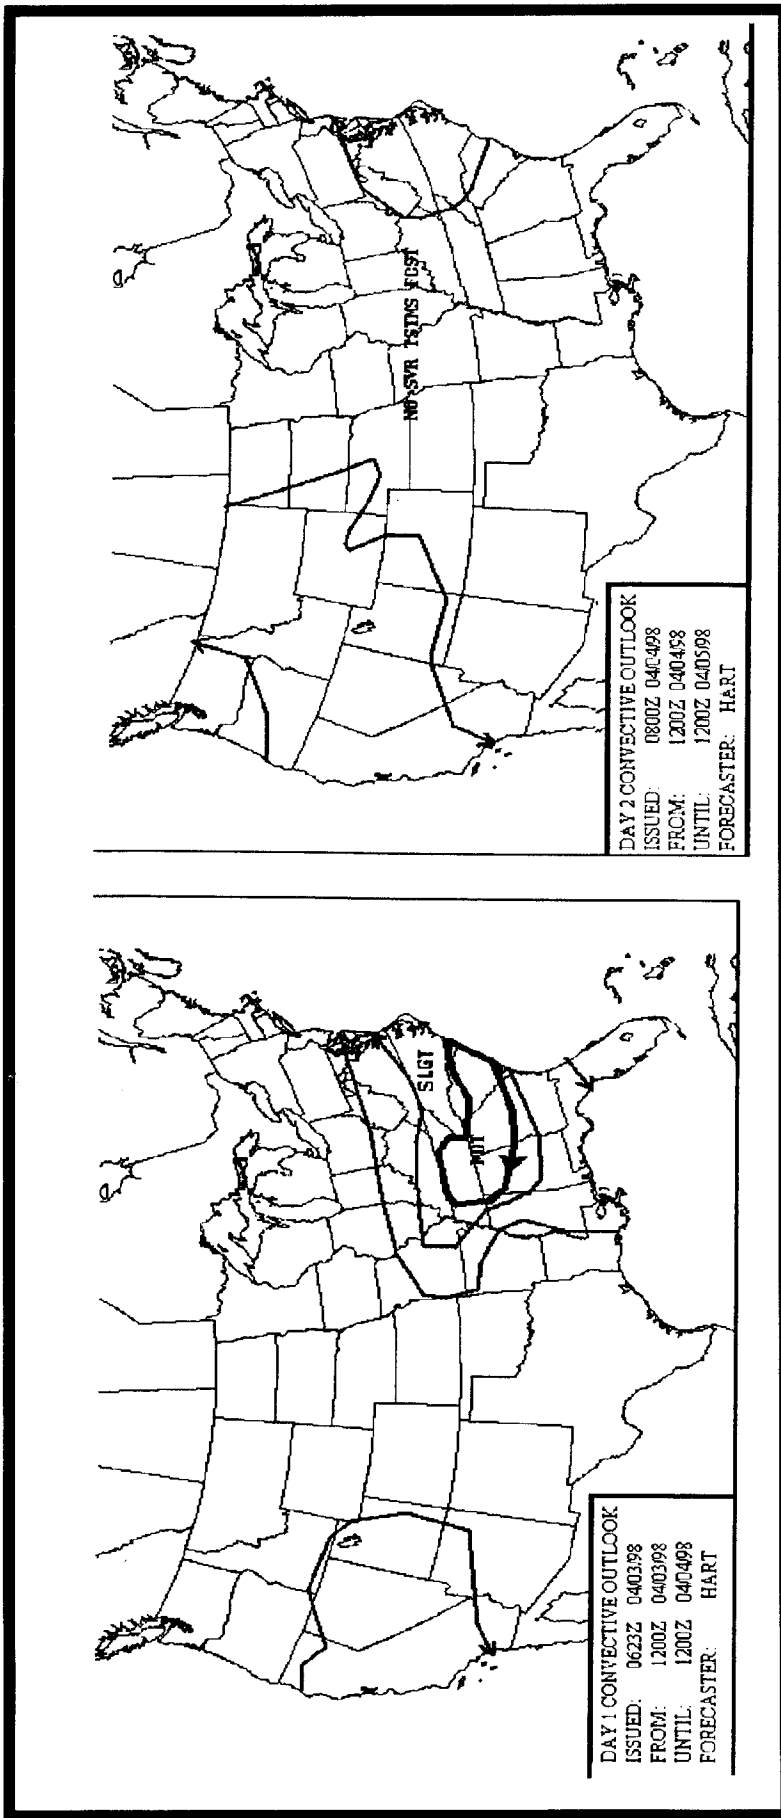 SLGT
MDT
DAY 1 CONVECTIVE OUTLOOK
ISSUED: 0623Z 04/03/98
FROM: 1200Z 04/03/98
UNTIL: 1200Z 04/04/98
FORECASTER: HART
NO SVR TSTMS FCST
DAY 2 CONVECTIVE OUTLOOK
ISSUED: 0800Z 04/04/98
FROM: 1200Z 04/04/98
UNTIL: 1200Z 04/05/98
FORECASTER: HART